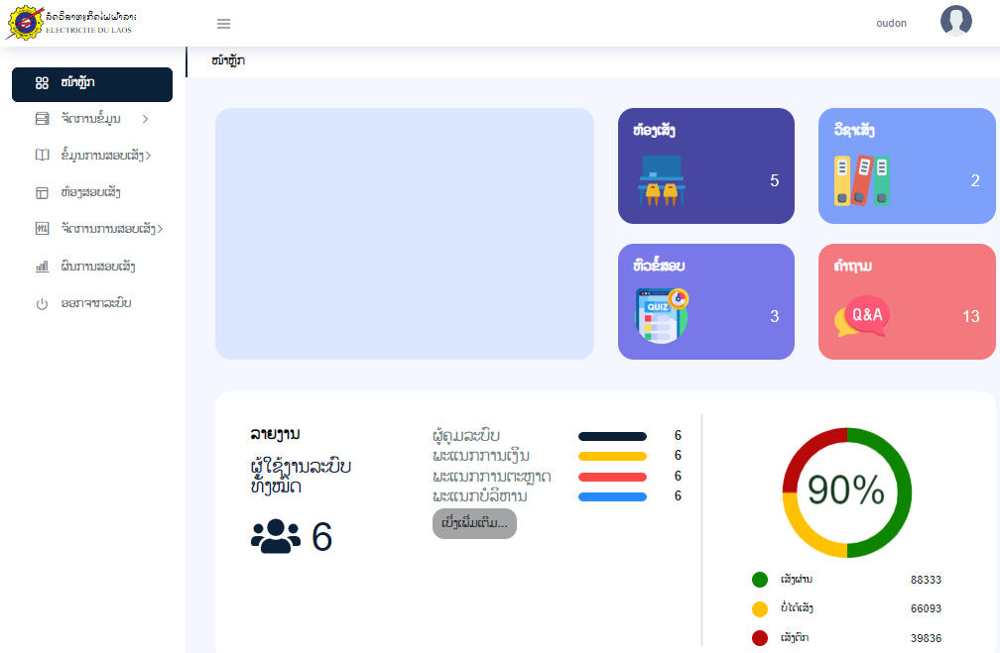 ລັດວິສາຫະກິດໄຟຟ້າລາວ
ELECTRICITE DU LAOS
oudon
ໜ້າຫຼັກ
ໜ້າຫຼັກ
ຈັດການຂໍ້ມູນ
ຂໍ້ມູນການສອບເສັງ
ຫ້ອງສອບເສັງ
ຈັດການການສອບເສັງ
ຜົນການສອບເສັງ
ອອກຈາກລະບົບ
ຫ້ອງເສັງ
5
ວິຊາເສັງ
2
ຫົວຂໍ້ສອບ
QUIZ
3
ຄຳຖາມ
Q&A
13
ລາຍງານ
ຜູ້ໃຊ້ງານລະບົບ
ທັງໝົດ
6
ຜູ້ຄຸມລະບົບ 6
ພະແນກການເງິນ 6
ພະແນກການຕະຫຼາດ 6
ພະແນກບໍລິຫານ 6
ເບິ່ງເພີ່ມເຕີມ...
90%
ເສັງຜ່ານ 88333
ບໍ່ໄດ້ເສັງ 66093
ເສັງຕົກ 39836